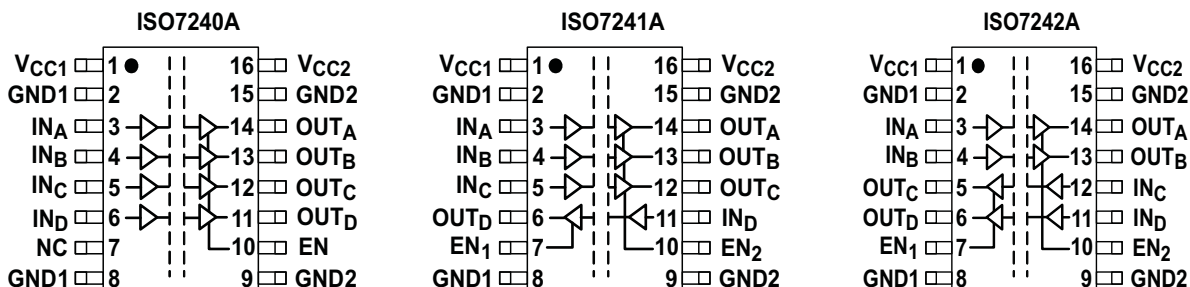 ISO7240A
VCC1 1 16 VCC2
GND1 2 15 GND2
INA 3 14 OUTA
INB 4 13 OUTB
INC 5 12 OUTC
IND 6 11 OUTD
NC 7 10 EN
GND1 8 9 GND2
ISO7241A
VCC1 1 16 VCC2
GND1 2 15 GND2
INA 3 14 OUTA
INB 4 13 OUTB
INC 5 12 OUTC
OUTD 6 11 IND
EN1 7 10 EN2
GND1 8 9 GND2
ISO7242A
VCC1 1 16 VCC2
GND1 2 15 GND2
INA 3 14 OUTA
INB 4 13 OUTB
OUTC 5 12 INC
OUTD 6 11 IND
EN1 7 10 EN2
GND1 8 9 GND2